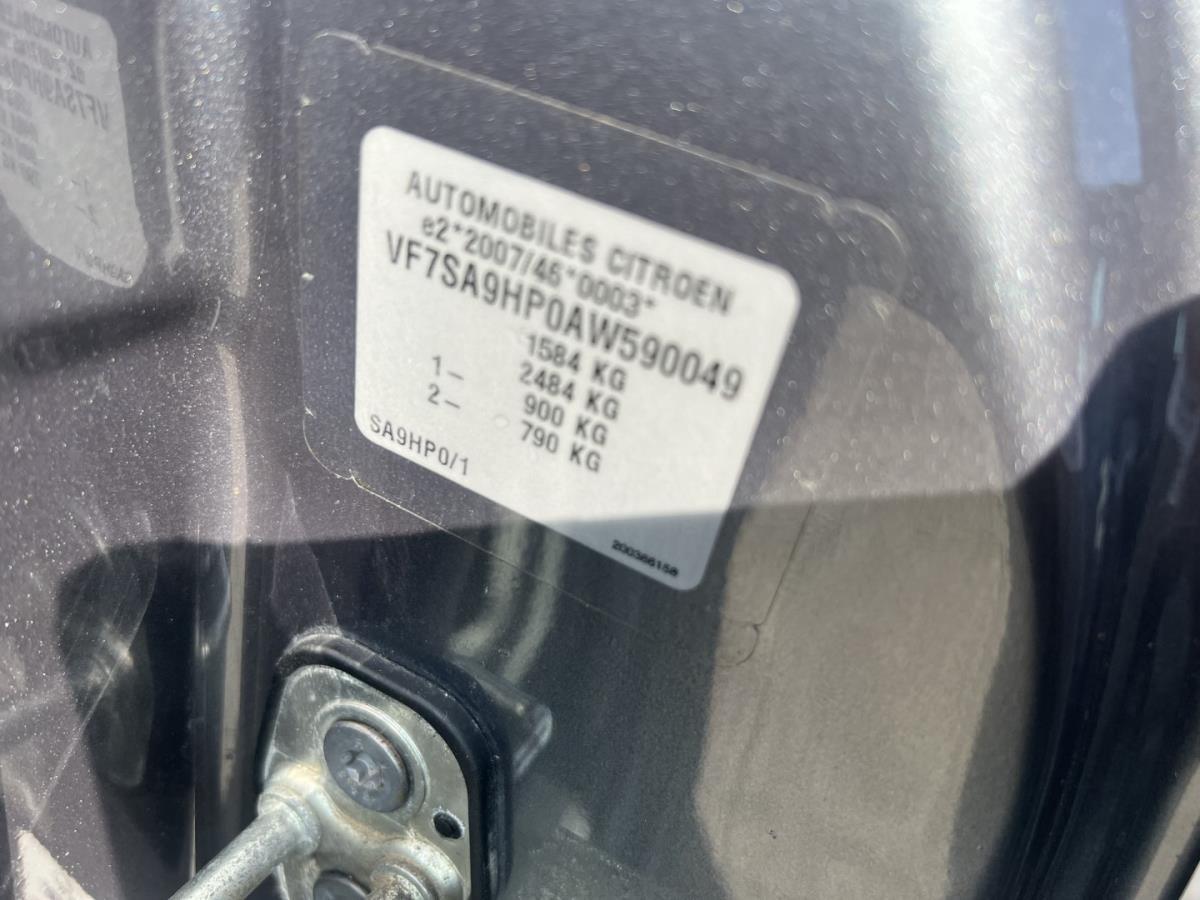 AUTOMOBILES CITROEN
e2*2007/46*0003*
VF7SA9HP0AW590049
1584 KG
2484 KG
1– 900 KG
2– 790 KG
SA9HP0/1
200366158